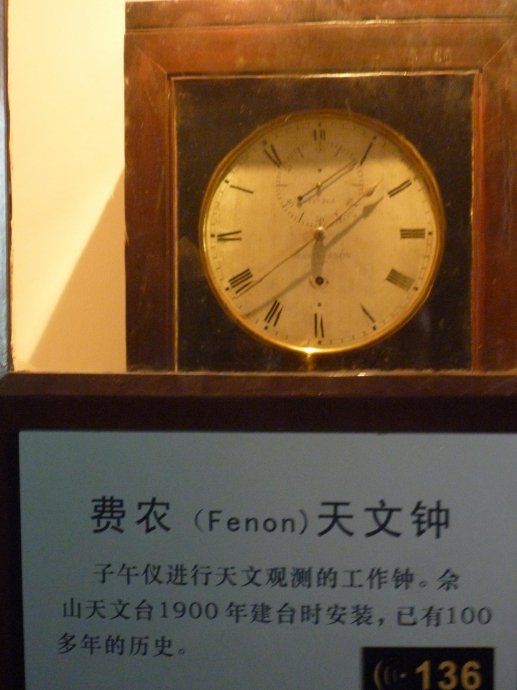 费农(Fenon)天文钟
子午仪进行天文观测的工作钟。佘
山天文台1900年建台时安装,已有100
多年的历史。
136